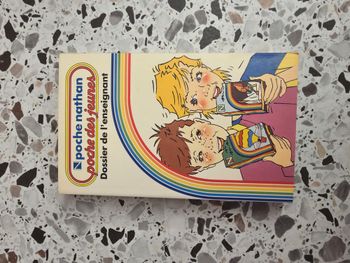 poche nathan
poche des jeunes
Dossier de l'enseignant